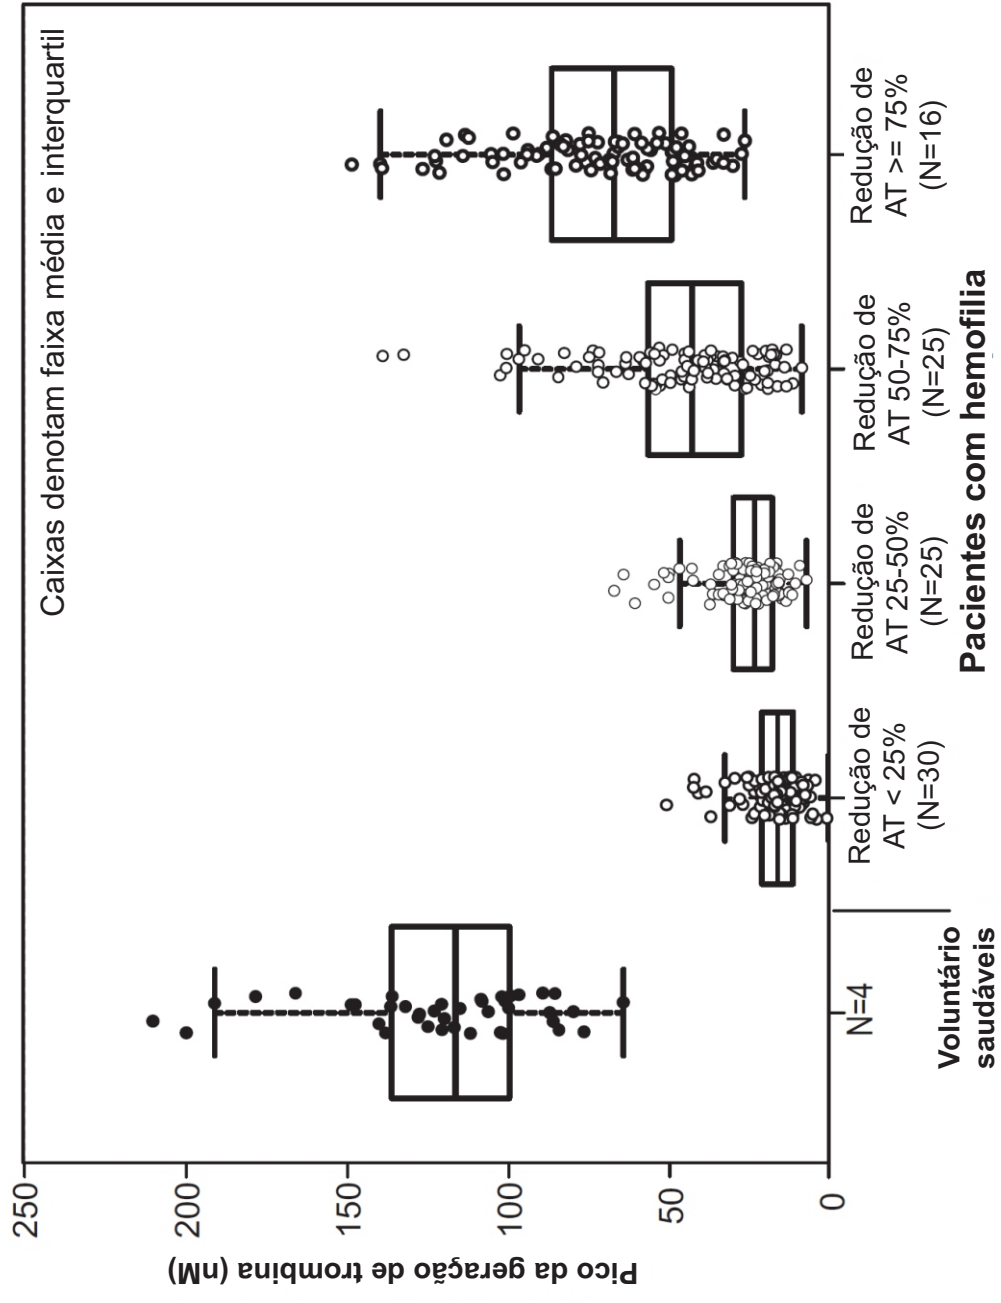 Caixas denotam faixa média e interquartil
Pico da geração de trombina (nM)
250
200
150
100
50
0
N=4
Voluntário
saudáveis
Redução de
AT < 25%
(N=30)
Redução de
AT 25-50%
(N=25)
Redução de
AT 50-75%
(N=25)
Redução de
AT >= 75%
(N=16)
Pacientes com hemofilia